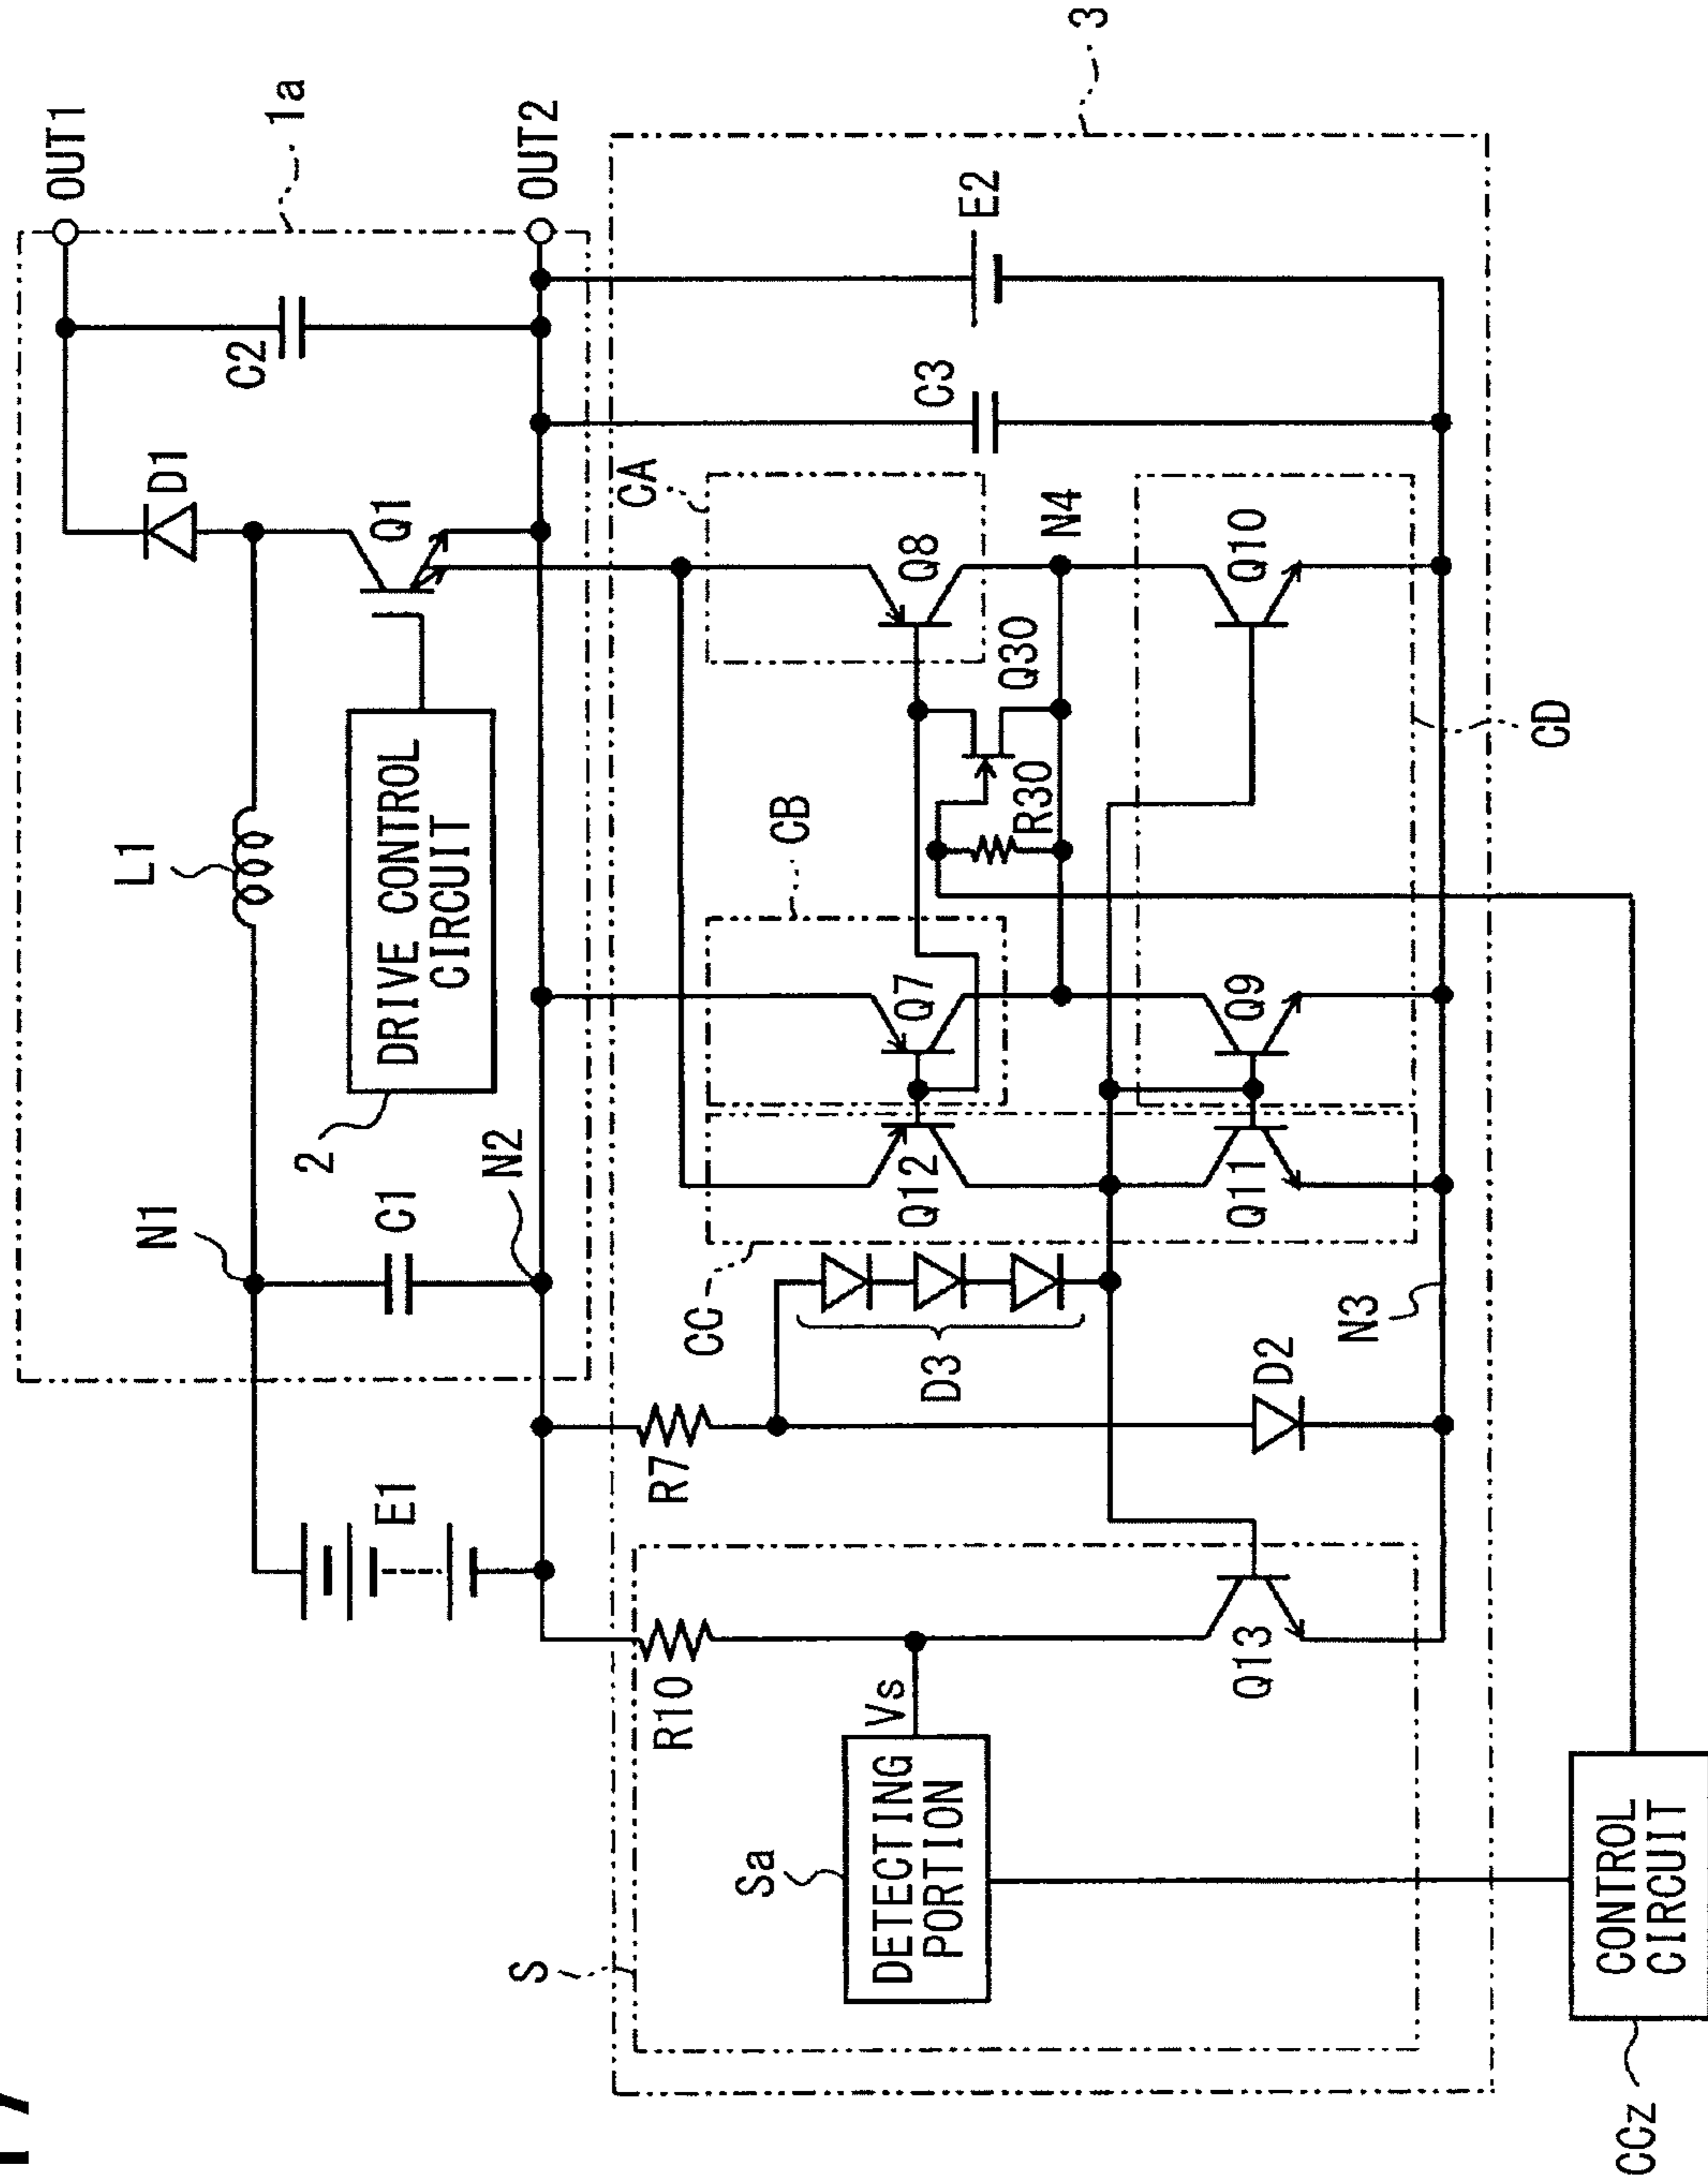 OUT1
1a
L1
D1
N1
C2
E1
C1
2
DRIVE CONTROL
CIRCUIT
Q1
N2
OUT2
S
R10
R7
CA
3
CC
CB
Sa
Vs
DETECTING
PORTION
D3
Q12
Q7
Q8
C3
E2
Q30
R30
N4
Q13
D2
Q11
Q9
Q10
N3
CD
CCz
CONTROL
CIRCUIT